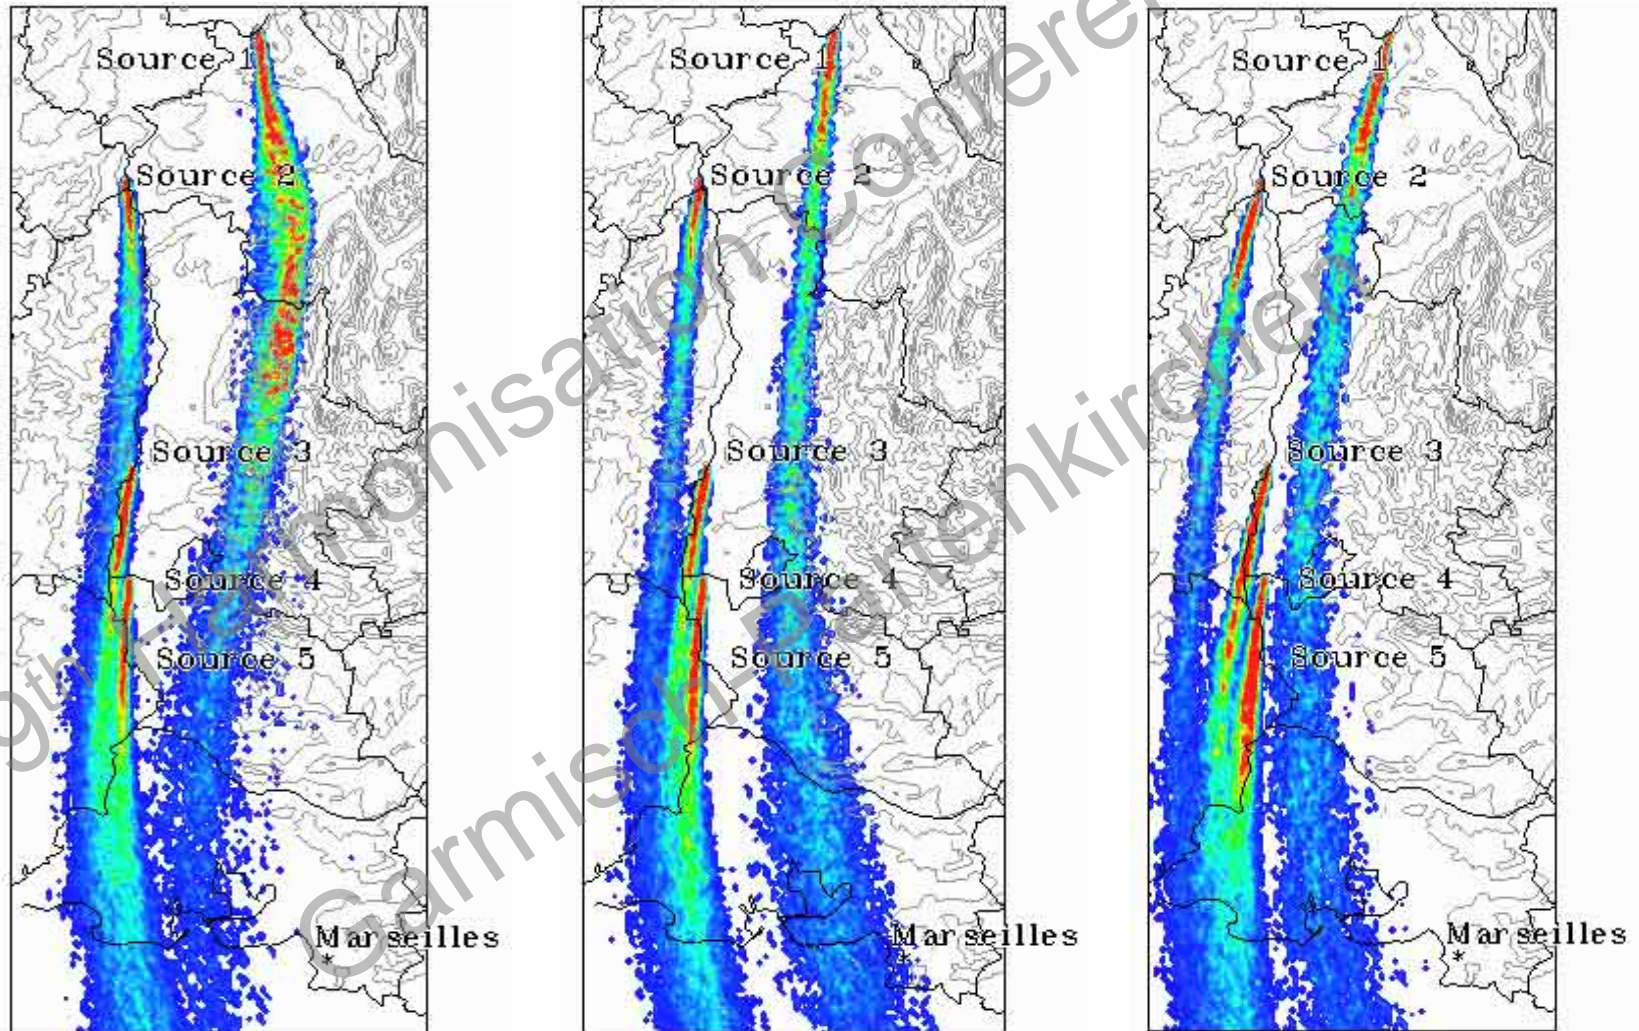 Source 1
Source 2
Source 3
Source 4
Source 5
Marseilles
*
Source 1
Source 2
Source 3
Source 4
Source 5
Marseilles
*
Source 1
Source 2
Source 3
Source 4
Source 5
Marseilles
*
9th Harmonisation Conference
Garmisch-Partenkirchen